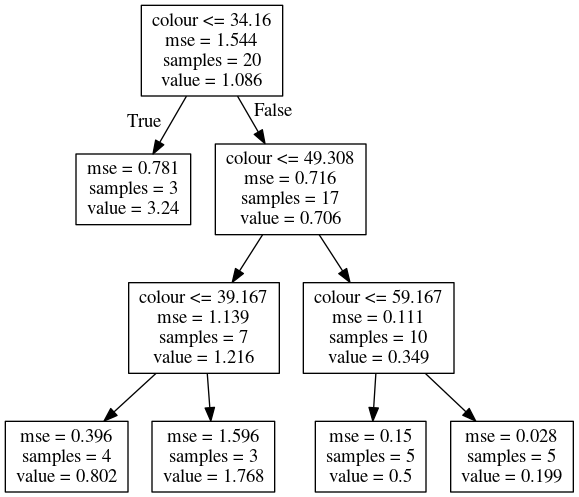 colour <= 34.16
mse = 1.544
samples = 20
value = 1.086
True
False
mse = 0.781
samples = 3
value = 3.24
colour <= 49.308
mse = 0.716
samples = 17
value = 0.706
colour <= 39.167
mse = 1.139
samples = 7
value = 1.216
colour <= 59.167
mse = 0.111
samples = 10
value = 0.349
mse = 0.396
samples = 4
value = 0.802
mse = 1.596
samples = 3
value = 1.768
mse = 0.15
samples = 5
value = 0.5
mse = 0.028
samples = 5
value = 0.199